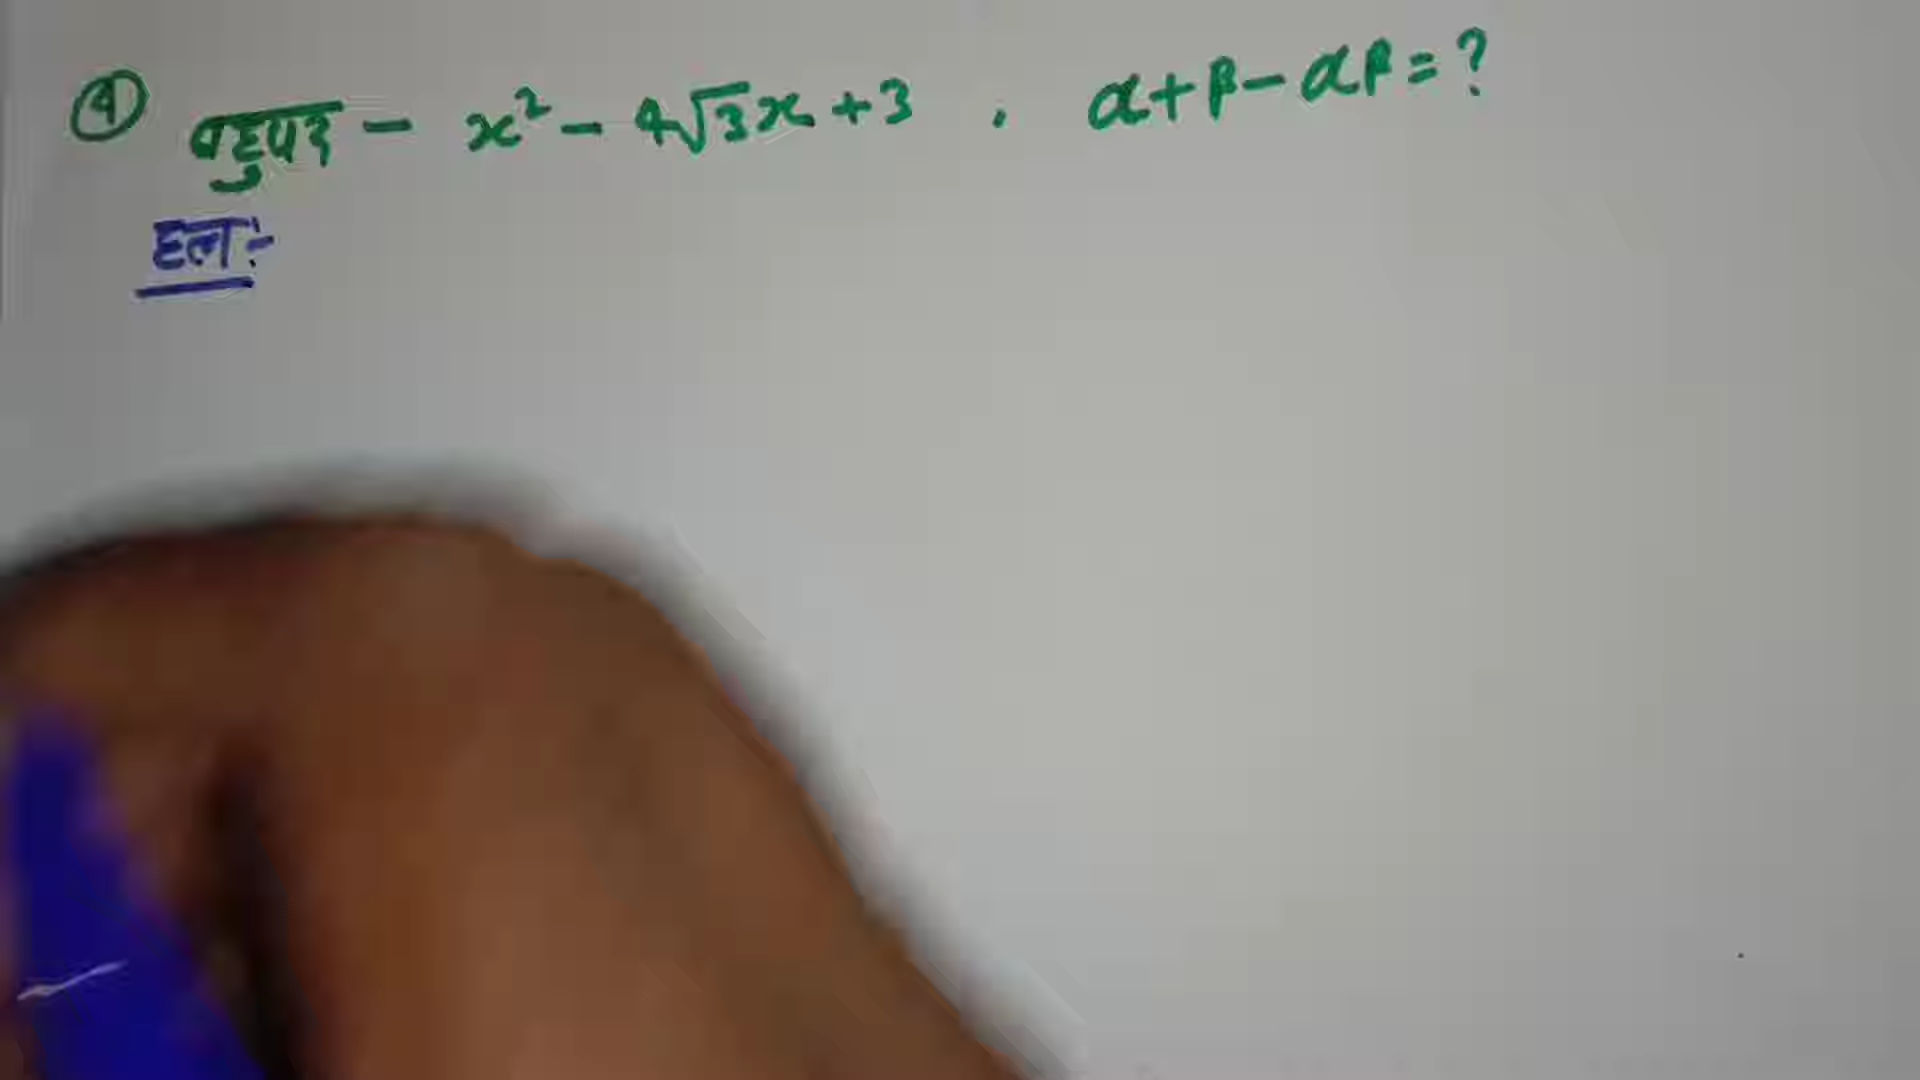 ④ बहुपद - x² - 4√3x + 3 , α+β-αβ=?
हल:-